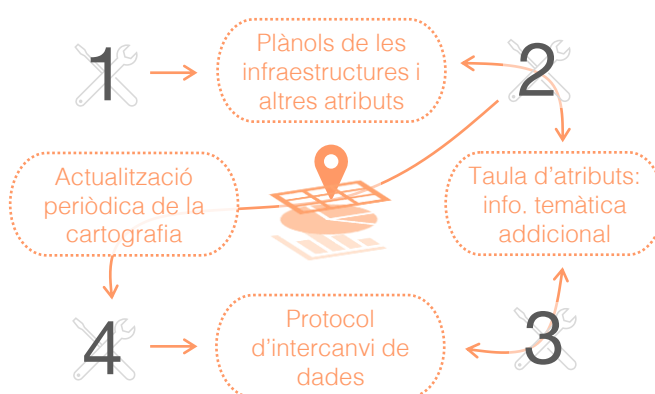 1
Plànols de les
infraestructures i
altres atributs
2
Actualització
periòdica de la
cartografia
Taula d'atributs:
info. temàtica
addicional
4
Protocol
d'intercanvi de
dades
3